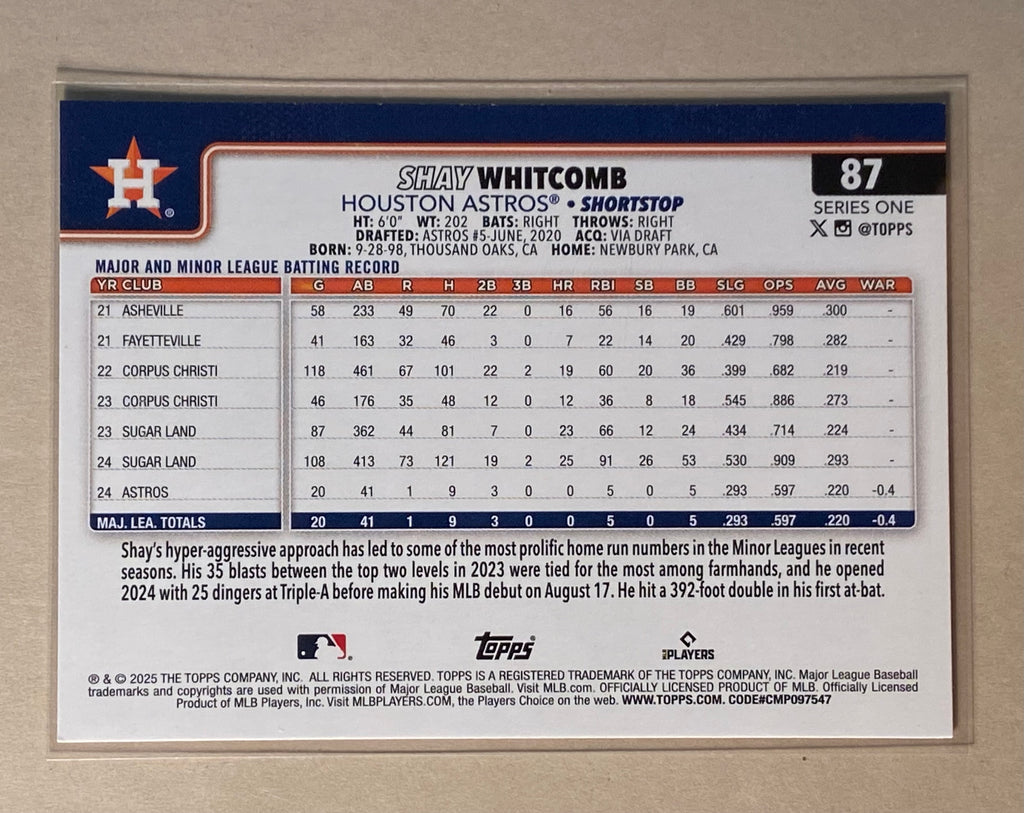 H®
SHAY WHITCOMB
87
HOUSTON ASTROS® • SHORTSTOP
SERIES ONE
HT: 6'0" WT: 202 BATS: RIGHT THROWS: RIGHT
@TOPPS
DRAFTED: ASTROS #5-JUNE, 2020 ACQ: VIA DRAFT
BORN: 9-28-98, THOUSAND OAKS, CA HOME: NEWBURY PARK, CA
MAJOR AND MINOR LEAGUE BATTING RECORD
YR CLUB G AB R H 2B 3B HR RBI SB BB SLG OPS AVG WAR
21 ASHEVILLE 58 233 49 70 22 0 16 56 16 19 .601 .959 .300 -
21 FAYETTEVILLE 41 163 32 46 3 0 7 22 14 20 .429 .798 .282 -
22 CORPUS CHRISTI 118 461 67 101 22 2 19 60 20 36 .399 .682 .219 -
23 CORPUS CHRISTI 46 176 35 48 12 0 12 36 8 18 .545 .886 .273 -
23 SUGAR LAND 87 362 44 81 7 0 23 66 12 24 .434 .714 .224 -
24 SUGAR LAND 108 413 73 121 19 2 25 91 26 53 .530 .909 .293 -
24 ASTROS 20 41 1 9 3 0 0 5 0 5 .293 .597 .220 -0.4
MAJ. LEA. TOTALS 20 41 1 9 3 0 0 5 0 5 .293 .597 .220 -0.4
Shay's hyper-aggressive approach has led to some of the most prolific home run numbers in the Minor Leagues in recent
seasons. His 35 blasts between the top two levels in 2023 were tied for the most among farmhands, and he opened
2024 with 25 dingers at Triple-A before making his MLB debut on August 17. He hit a 392-foot double in his first at-bat.
topps® MLB PLAYERS
® & © 2025 THE TOPPS COMPANY, INC. ALL RIGHTS RESERVED. TOPPS IS A REGISTERED TRADEMARK OF THE TOPPS COMPANY, INC. Major League Baseball
trademarks and copyrights are used with permission of Major League Baseball. Visit MLB.com. OFFICIALLY LICENSED PRODUCT OF MLB. Officially Licensed
Product of MLB Players, Inc. Visit MLBPLAYERS.COM, the Players Choice on the web. WWW.TOPPS.COM. CODE#CMP097547